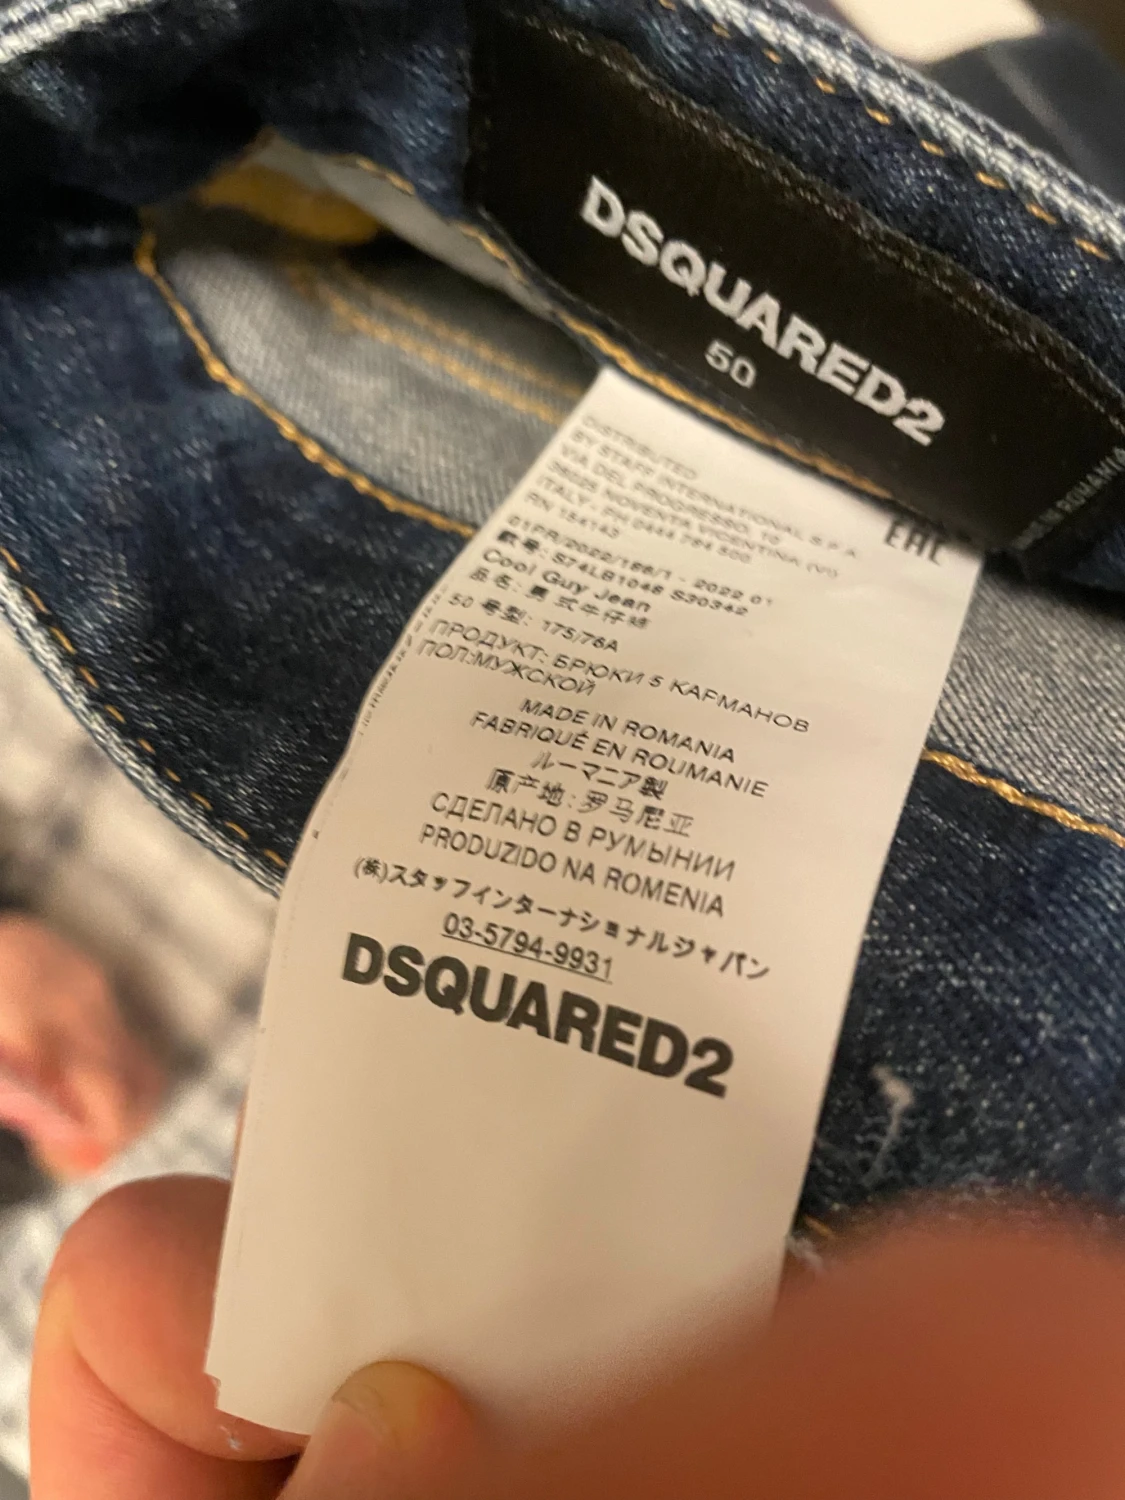 DSQUARED2
50
DISTRIBUTED
BY STAFF INTERNATIONAL S.P.A
VIA DEL PROGRESSO, 10
36025 NOVENTA VICENTINA, (VI)
ITALY - PH 0444 784 500
RN 154143
EAC
01PR/2022/186/1 - 2022 01
款号: S74LB1046 S30342
Cool Guy Jean
品名: 男式牛仔裤
50 号型: 175/76A
ПРОДУКТ: БРЮКИ 5 КАРМАНОВ
ПОЛ:МУЖСКОЙ
MADE IN ROMANIA
FABRIQUÉ EN ROUMANIE
ルーマニア製
原产地: 罗马尼亚
СДЕЛАНО В РУМЫНИИ
PRODUZIDO NA ROMENIA
(株)スタッフインターナショナルジャパン
03-5794-9931
DSQUARED2